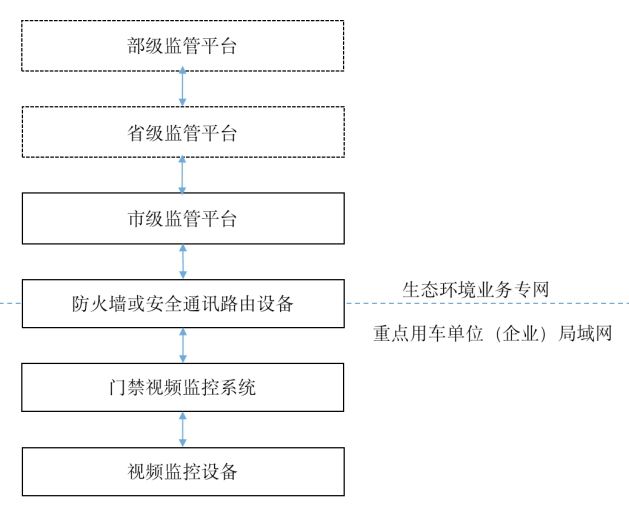 部级监管平台
省级监管平台
市级监管平台
生态环境业务专网
防火墙或安全通讯路由设备
重点用车单位（企业）局域网
门禁视频监控系统
视频监控设备